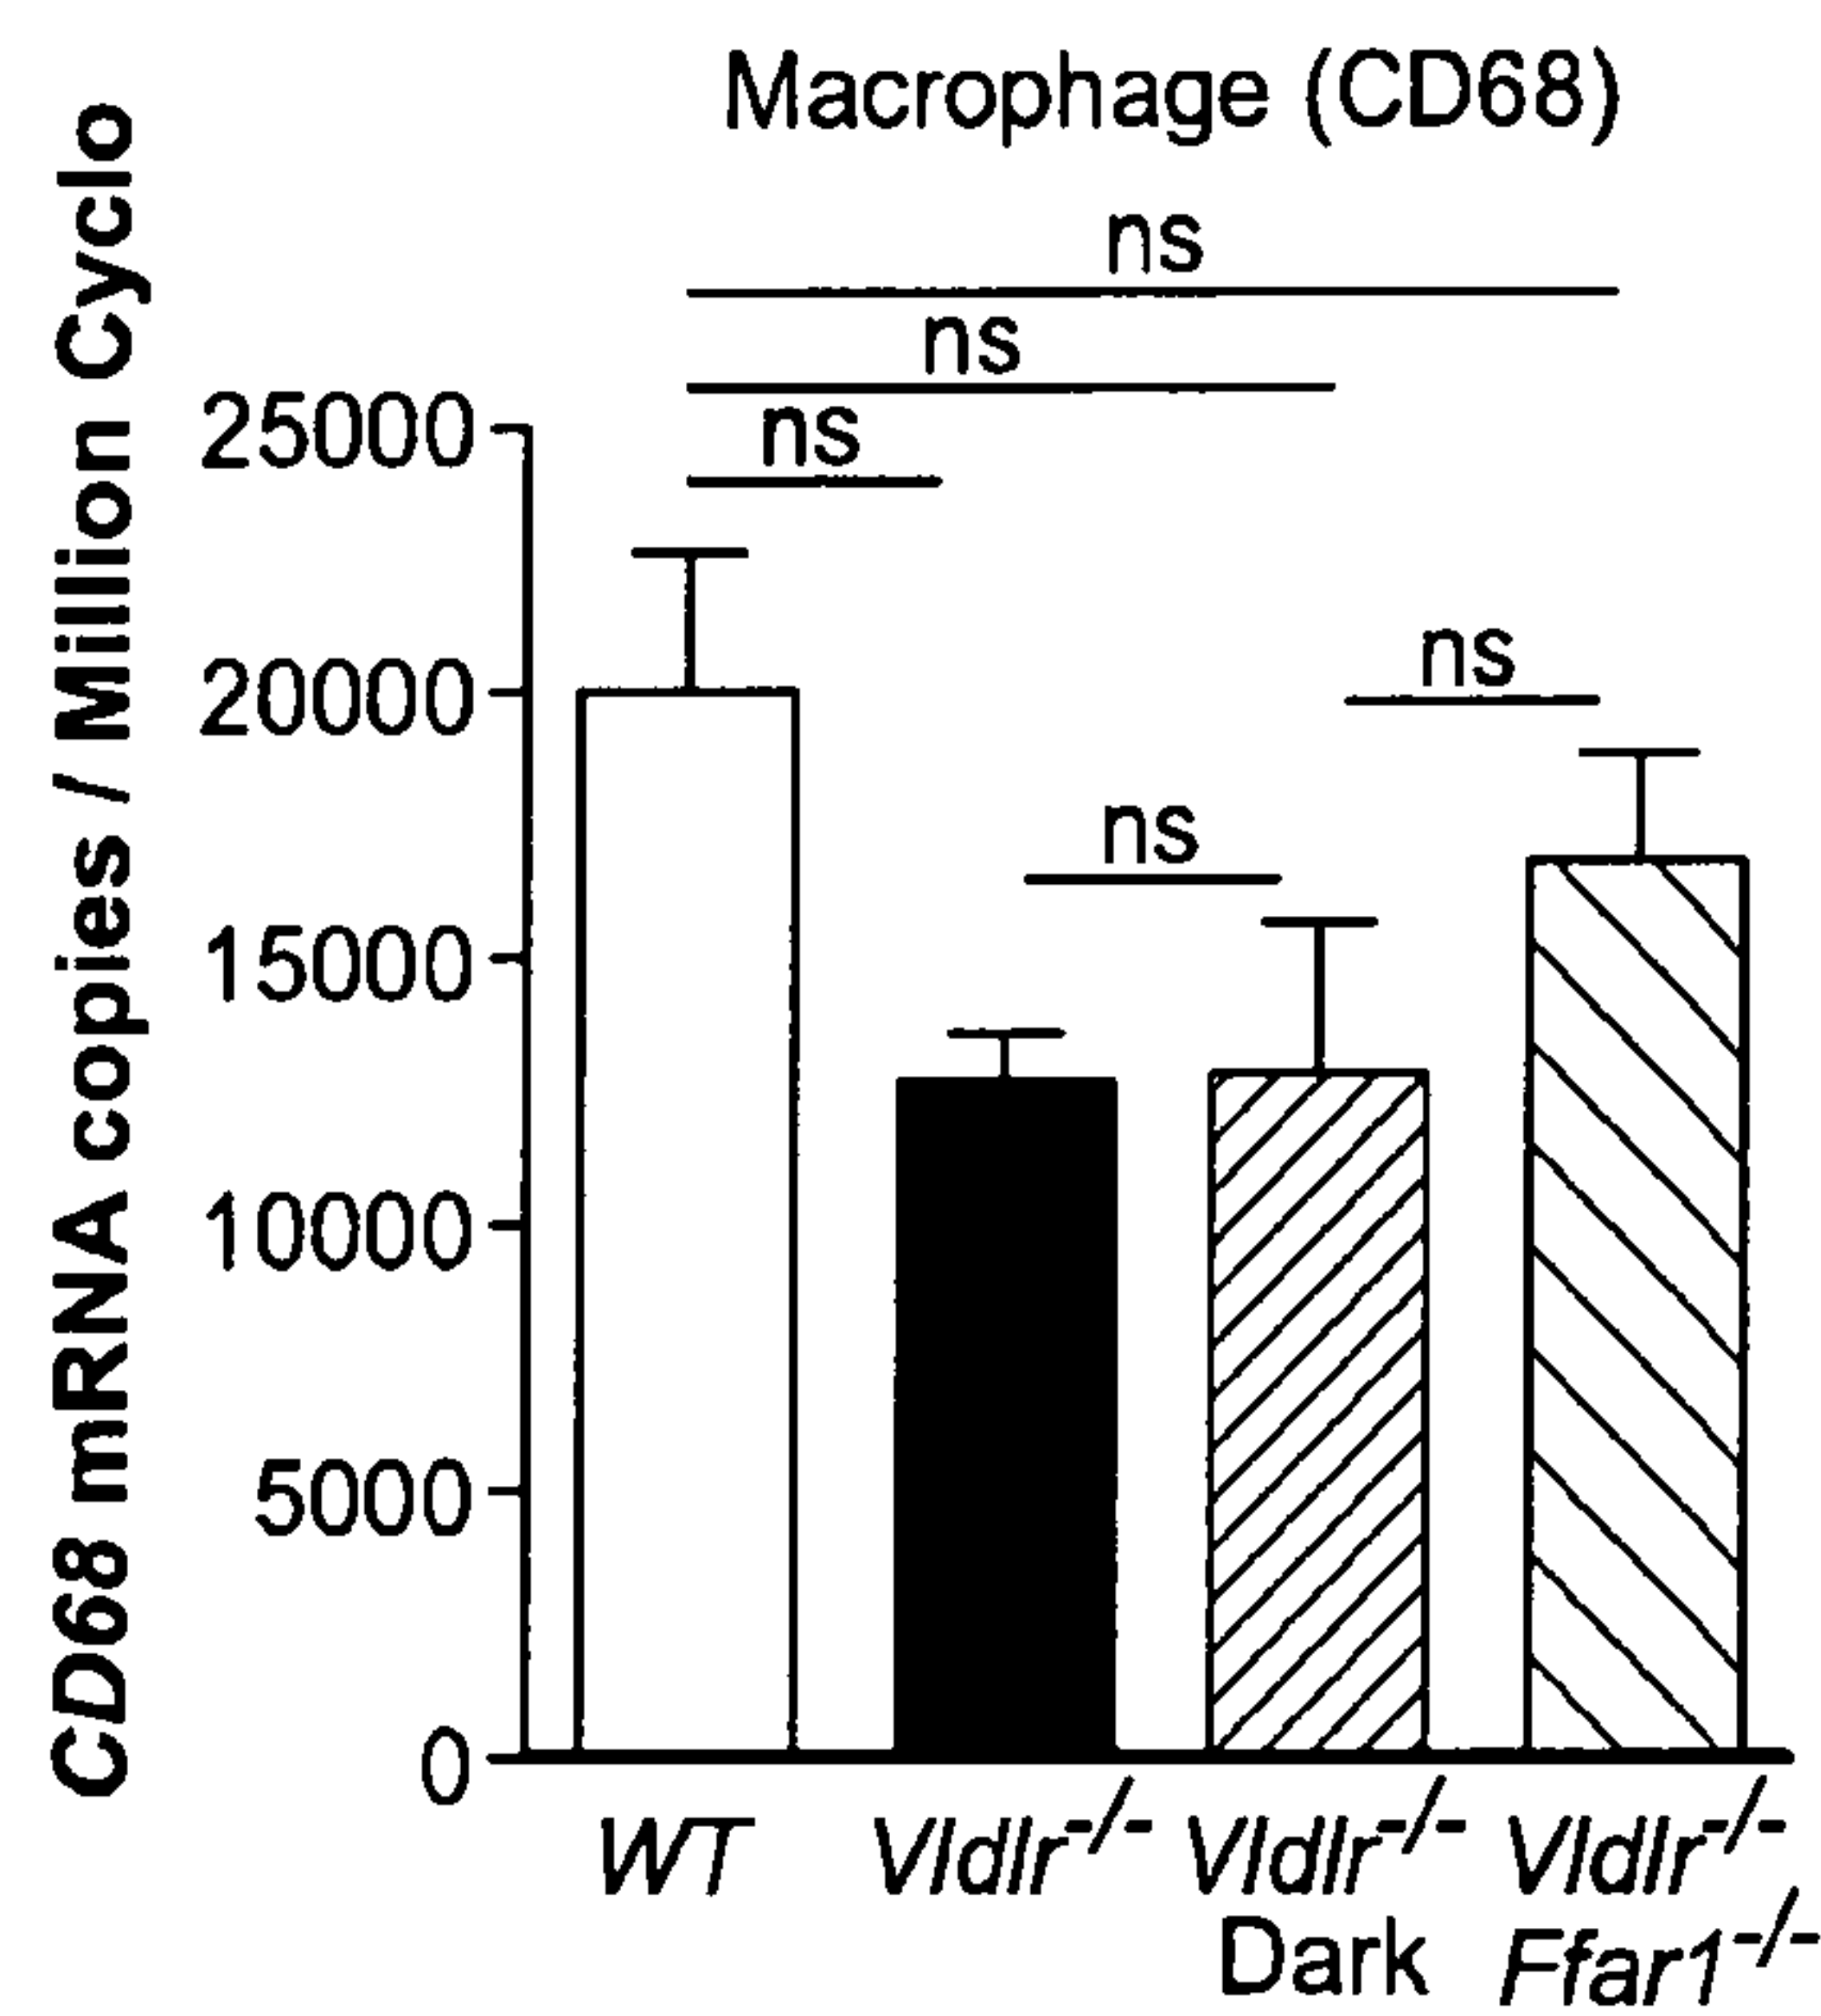 Macrophage (CD68)
CD68 mRNA copies / Million Cyclo
ns
ns
ns
ns
ns
25000
20000
15000
10000
5000
0
WT
Vldlr-/-
Vldlr-/-
Dark
Vldlr-/-
Ffar1-/-